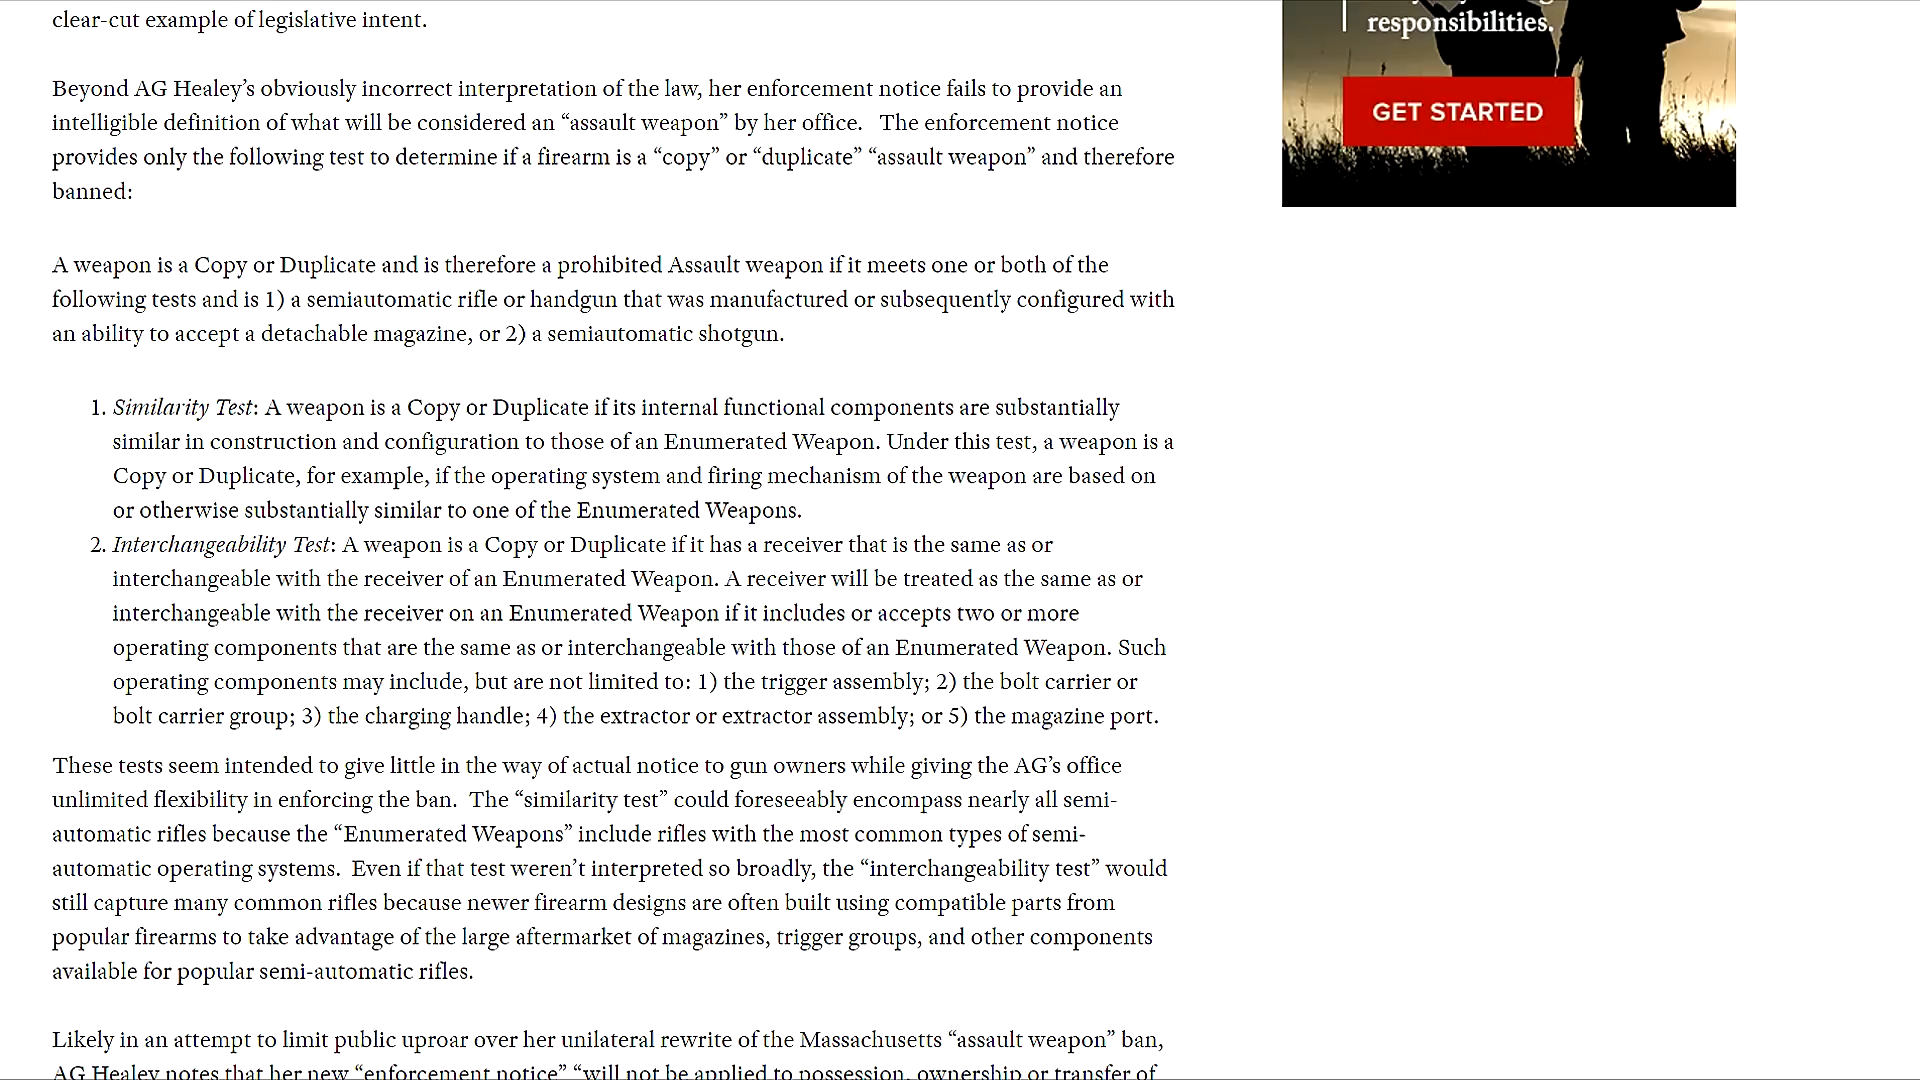 clear-cut example of legislative intent.
responsibilities.
GET STARTED
Beyond AG Healey’s obviously incorrect interpretation of the law, her enforcement notice fails to provide an
intelligible definition of what will be considered an “assault weapon” by her office.   The enforcement notice
provides only the following test to determine if a firearm is a “copy” or “duplicate” “assault weapon” and therefore
banned:
A weapon is a Copy or Duplicate and is therefore a prohibited Assault weapon if it meets one or both of the
following tests and is 1) a semiautomatic rifle or handgun that was manufactured or subsequently configured with
an ability to accept a detachable magazine, or 2) a semiautomatic shotgun.
1. Similarity Test: A weapon is a Copy or Duplicate if its internal functional components are substantially
similar in construction and configuration to those of an Enumerated Weapon. Under this test, a weapon is a
Copy or Duplicate, for example, if the operating system and firing mechanism of the weapon are based on
or otherwise substantially similar to one of the Enumerated Weapons.
2. Interchangeability Test: A weapon is a Copy or Duplicate if it has a receiver that is the same as or
interchangeable with the receiver of an Enumerated Weapon. A receiver will be treated as the same as or
interchangeable with the receiver on an Enumerated Weapon if it includes or accepts two or more
operating components that are the same as or interchangeable with those of an Enumerated Weapon. Such
operating components may include, but are not limited to: 1) the trigger assembly; 2) the bolt carrier or
bolt carrier group; 3) the charging handle; 4) the extractor or extractor assembly; or 5) the magazine port.
These tests seem intended to give little in the way of actual notice to gun owners while giving the AG’s office
unlimited flexibility in enforcing the ban.  The “similarity test” could foreseeably encompass nearly all semi-
automatic rifles because the “Enumerated Weapons” include rifles with the most common types of semi-
automatic operating systems.  Even if that test weren’t interpreted so broadly, the “interchangeability test” would
still capture many common rifles because newer firearm designs are often built using compatible parts from
popular firearms to take advantage of the large aftermarket of magazines, trigger groups, and other components
available for popular semi-automatic rifles.
Likely in an attempt to limit public uproar over her unilateral rewrite of the Massachusetts “assault weapon” ban,
AG Healey notes that her new “enforcement notice” “will not be applied to possession, ownership or transfer of